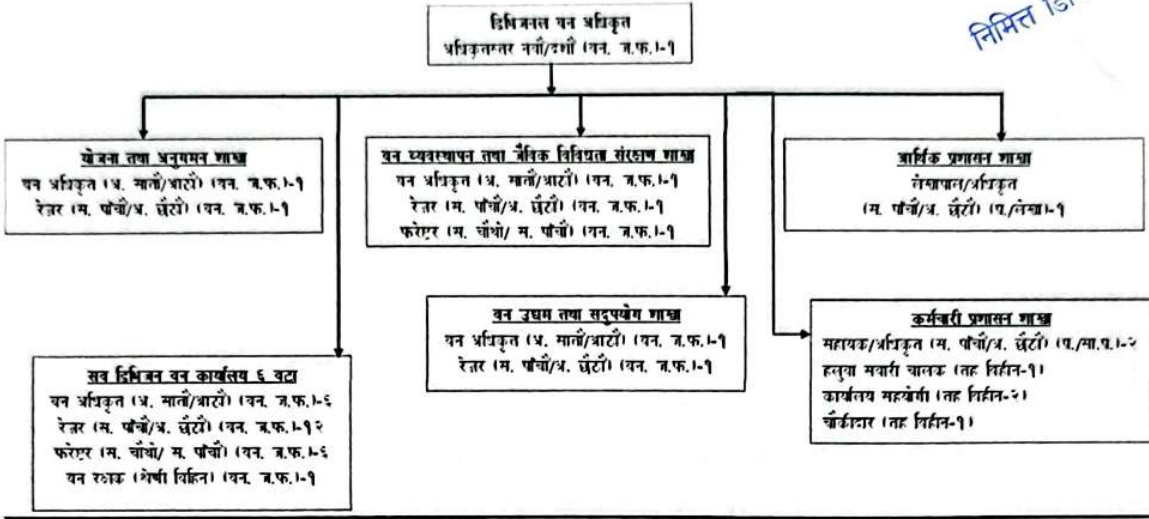 निमित्त डि
डिभिजनल वन अधिकृत
अधिकृतस्तर नवौं/दशौं (वन. ज.फ.)-१
योजना तथा अनुगमन शाखा
वन अधिकृत (अ. सातौं/आठौं) (वन. ज.फ.)-१
रेञ्जर (स. पाँचौं/अ. छैटौं) (वन. ज.फ.)-१
वन व्यवस्थापन तथा जैविक विविधता संरक्षण शाखा
वन अधिकृत (अ. सातौं/आठौं) (वन. ज.फ.)-१
रेञ्जर (स. पाँचौं/अ. छैटौं) (वन. ज.फ.)-१
फरेष्टर (स. चौथो/ स. पाँचौं) (वन. ज.फ.)-१
आर्थिक प्रशासन शाखा
लेखापाल/अधिकृत
(स. पाँचौं/अ. छैटौं) (प./लेखा)-१
वन उद्यम तथा सदुपयोग शाखा
वन अधिकृत (अ. सातौं/आठौं) (वन. ज.फ.)-१
रेञ्जर (स. पाँचौं/अ. छैटौं) (वन. ज.फ.)-१
कर्मचारी प्रशासन शाखा
सहायक/अधिकृत (स. पाँचौं/अ. छैटौं) (प./सा.प.)-२
हलुवा सवारी चालक (तह विहीन-१)
कार्यालय सहयोगी (तह विहीन-२)
चौकीदार (तह विहीन-१)
सव डिभिजन वन कार्यालय ६ वटा
वन अधिकृत (अ. सातौं/आठौं) (वन. ज.फ.)-६
रेञ्जर (स. पाँचौं/अ. छैटौं) (वन. ज.फ.)-१२
फरेष्टर (स. चौथो/ स. पाँचौं) (वन. ज.फ.)-६
वन रक्षक (श्रेणी विहिन) (वन. ज.फ.)-१